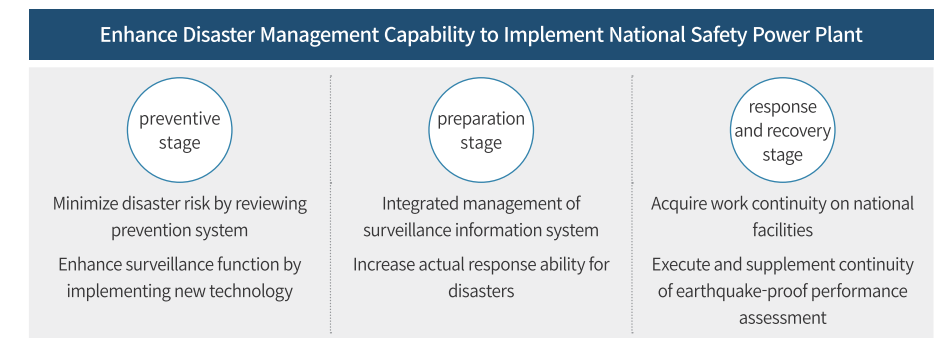 Enhance Disaster Management Capability to Implement National Safety Power Plant
preventive
stage
Minimize disaster risk by reviewing
prevention system
Enhance surveillance function by
implementing new technology
preparation
stage
Integrated management of
surveillance information system
Increase actual response ability for
disasters
response
and recovery
stage
Acquire work continuity on national
facilities
Execute and supplement continuity
of earthquake-proof performance
assessment